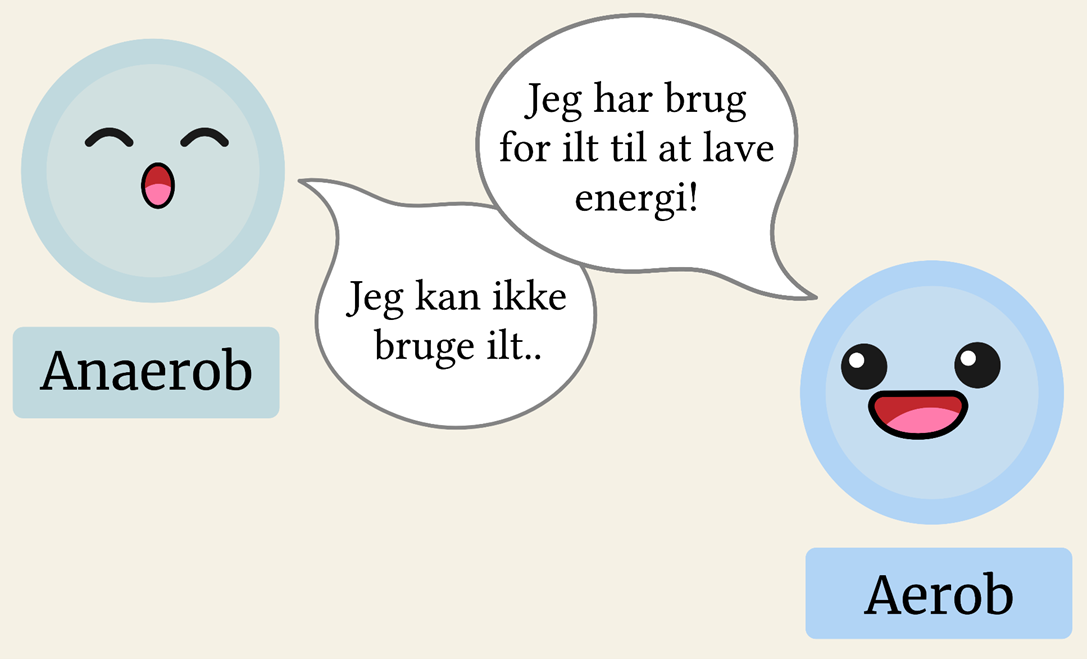 Jeg har brug
for ilt til at lave
energi!
Jeg kan ikke
bruge ilt..
Anaerob
Aerob